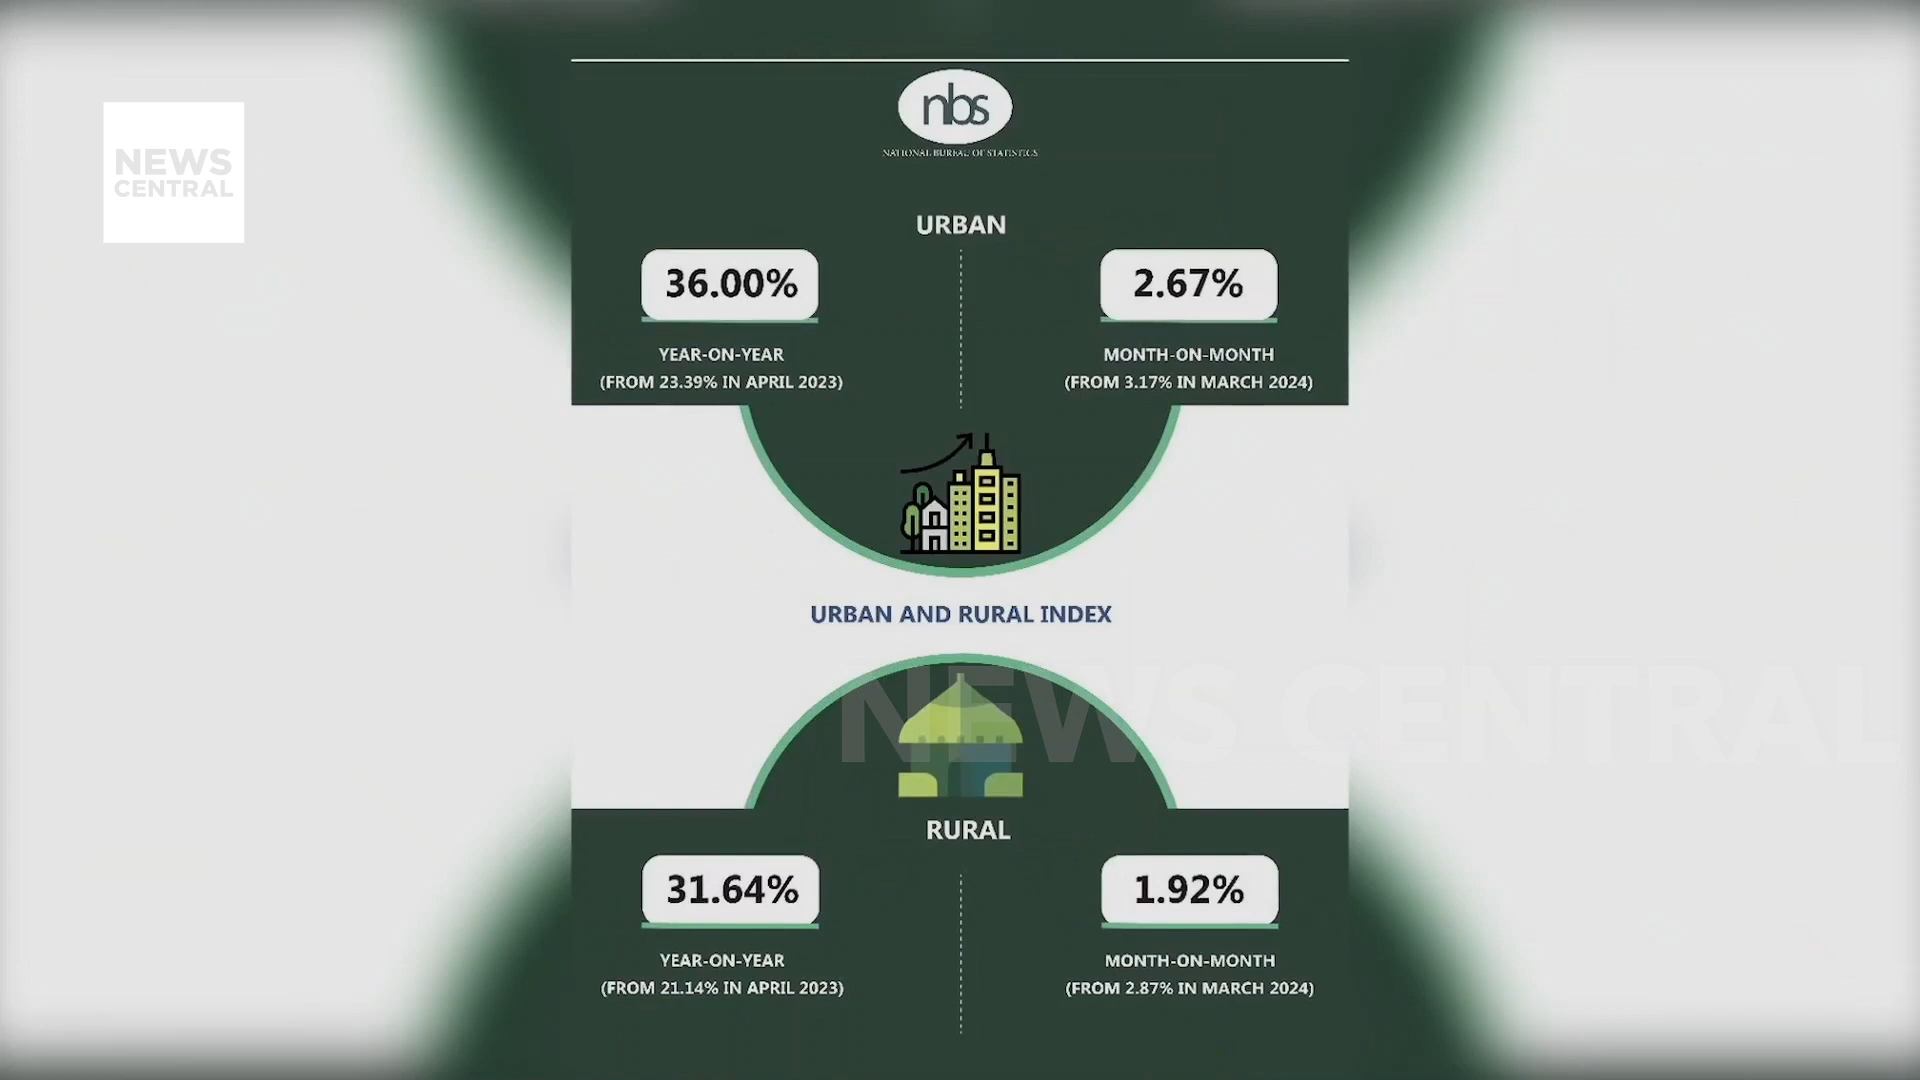 NEWS
CENTRAL
nbs
NATIONAL BUREAU OF STATISTICS
URBAN
36.00%
2.67%
YEAR-ON-YEAR
(FROM 23.39% IN APRIL 2023)
MONTH-ON-MONTH
(FROM 3.17% IN MARCH 2024)
URBAN AND RURAL INDEX
NEWS CENTRAL
RURAL
31.64%
1.92%
YEAR-ON-YEAR
(FROM 21.14% IN APRIL 2023)
MONTH-ON-MONTH
(FROM 2.87% IN MARCH 2024)